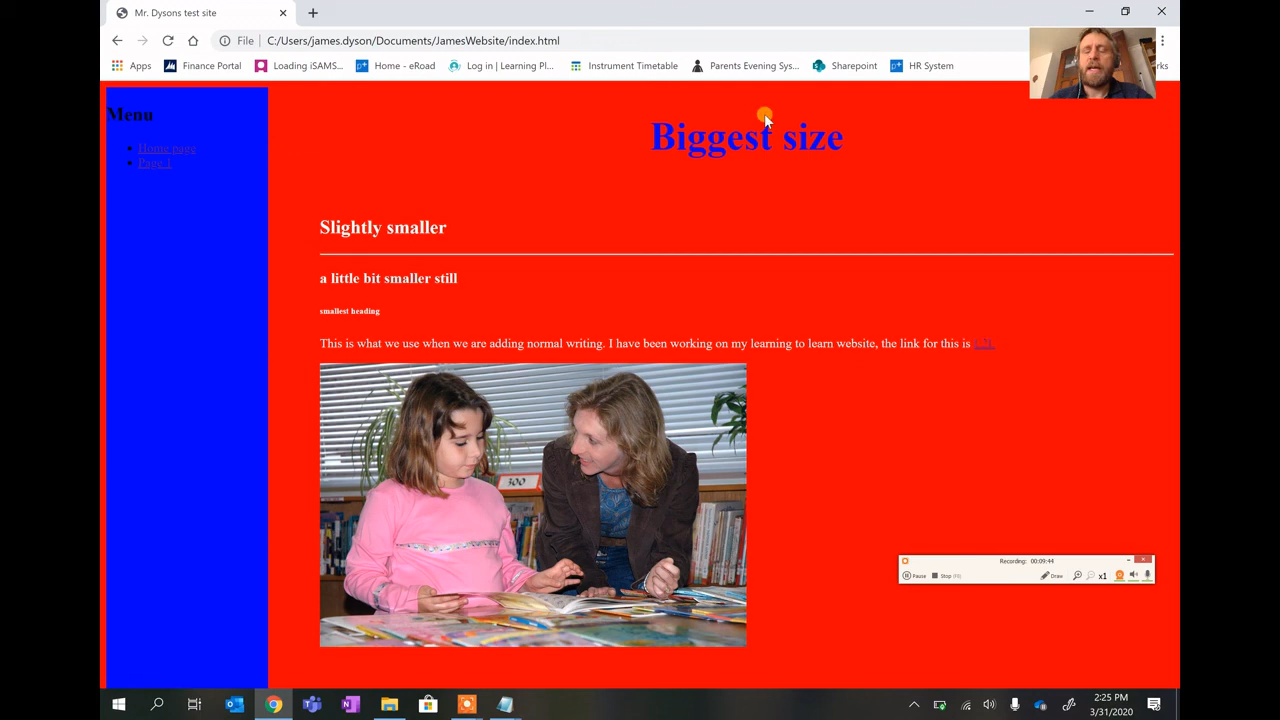 Mr. Dysons test site
File C:/Users/james.dyson/Documents/JamesWebsite/index.html
Apps Finance Portal Loading iSAMS... Home - eRoad Log in | Learning Pl... Instrument Timetable Parents Evening Sys... Sharepoint HR System
Menu
Home page
Page 1
Biggest size
Slightly smaller
a little bit smaller still
smallest heading
This is what we use when we are adding normal writing. I have been working on my learning to learn website, the link for this is
300
Recording: 00:09:44
Pause Stop (F8) Draw x1
2:25 PM
3/31/2020